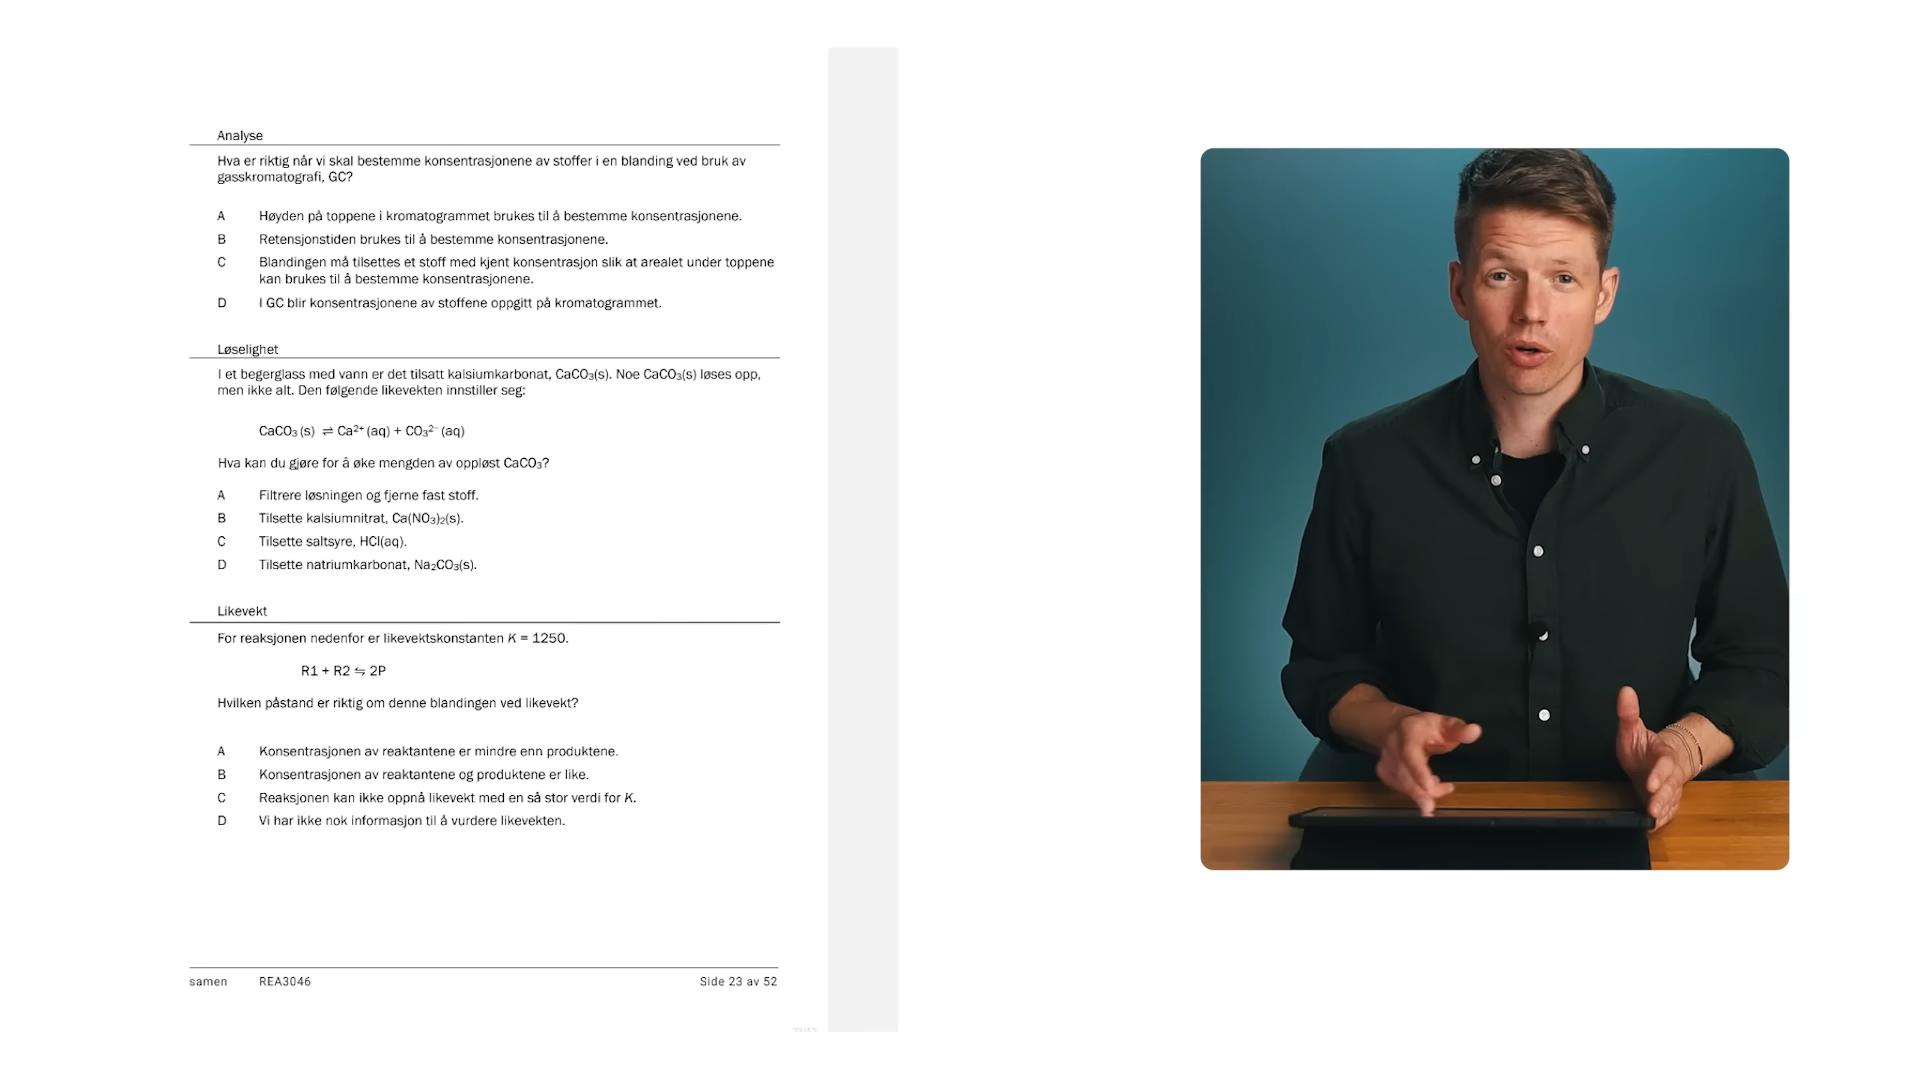 Analyse
Hva er riktig når vi skal bestemme konsentrasjonene av stoffer i en blanding ved bruk av
gasskromatografi, GC?
A Høyden på toppene i kromatogrammet brukes til å bestemme konsentrasjonene.
B Retensjonstiden brukes til å bestemme konsentrasjonene.
C Blandingen må tilsettes et stoff med kjent konsentrasjon slik at arealet under toppene
kan brukes til å bestemme konsentrasjonene.
D I GC blir konsentrasjonene av stoffene oppgitt på kromatogrammet.
Løselighet
I et begerglass med vann er det tilsatt kalsiumkarbonat, CaCO₃(s). Noe CaCO₃(s) løses opp,
men ikke alt. Den følgende likevekten innstiller seg:
CaCO₃ (s) ⇌ Ca²⁺ (aq) + CO₃²⁻ (aq)
Hva kan du gjøre for å øke mengden av oppløst CaCO₃?
A Filtrere løsningen og fjerne fast stoff.
B Tilsette kalsiumnitrat, Ca(NO₃)₂(s).
C Tilsette saltsyre, HCl(aq).
D Tilsette natriumkarbonat, Na₂CO₃(s).
Likevekt
For reaksjonen nedenfor er likevektskonstanten K = 1250.
R1 + R2 ⇋ 2P
Hvilken påstand er riktig om denne blandingen ved likevekt?
A Konsentrasjonen av reaktantene er mindre enn produktene.
B Konsentrasjonen av reaktantene og produktene er like.
C Reaksjonen kan ikke oppnå likevekt med en så stor verdi for K.
D Vi har ikke nok informasjon til å vurdere likevekten.
samen REA3046 Side 23 av 52